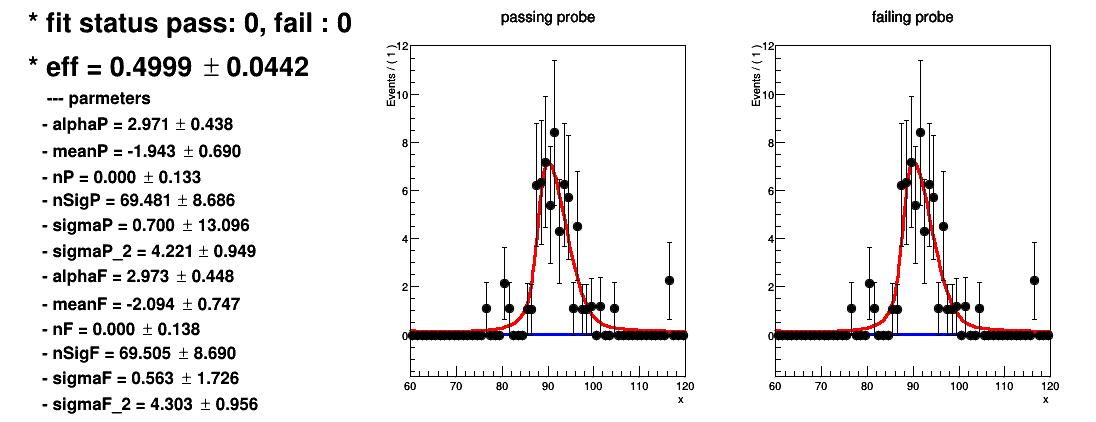 * fit status pass: 0, fail : 0
* eff = 0.4999 ± 0.0442
--- parmeters
- alphaP = 2.971 ± 0.438
- meanP = -1.943 ± 0.690
- nP = 0.000 ± 0.133
- nSigP = 69.481 ± 8.686
- sigmaP = 0.700 ± 13.096
- sigmaP_2 = 4.221 ± 0.949
- alphaF = 2.973 ± 0.448
- meanF = -2.094 ± 0.747
- nF = 0.000 ± 0.138
- nSigF = 69.505 ± 8.690
- sigmaF = 0.563 ± 1.726
- sigmaF_2 = 4.303 ± 0.956
passing probe
Events / ( 1 )
12
10
8
6
4
2
0
60 70 80 90 100 110 120
x
failing probe
Events / ( 1 )
12
10
8
6
4
2
0
60 70 80 90 100 110 120
x